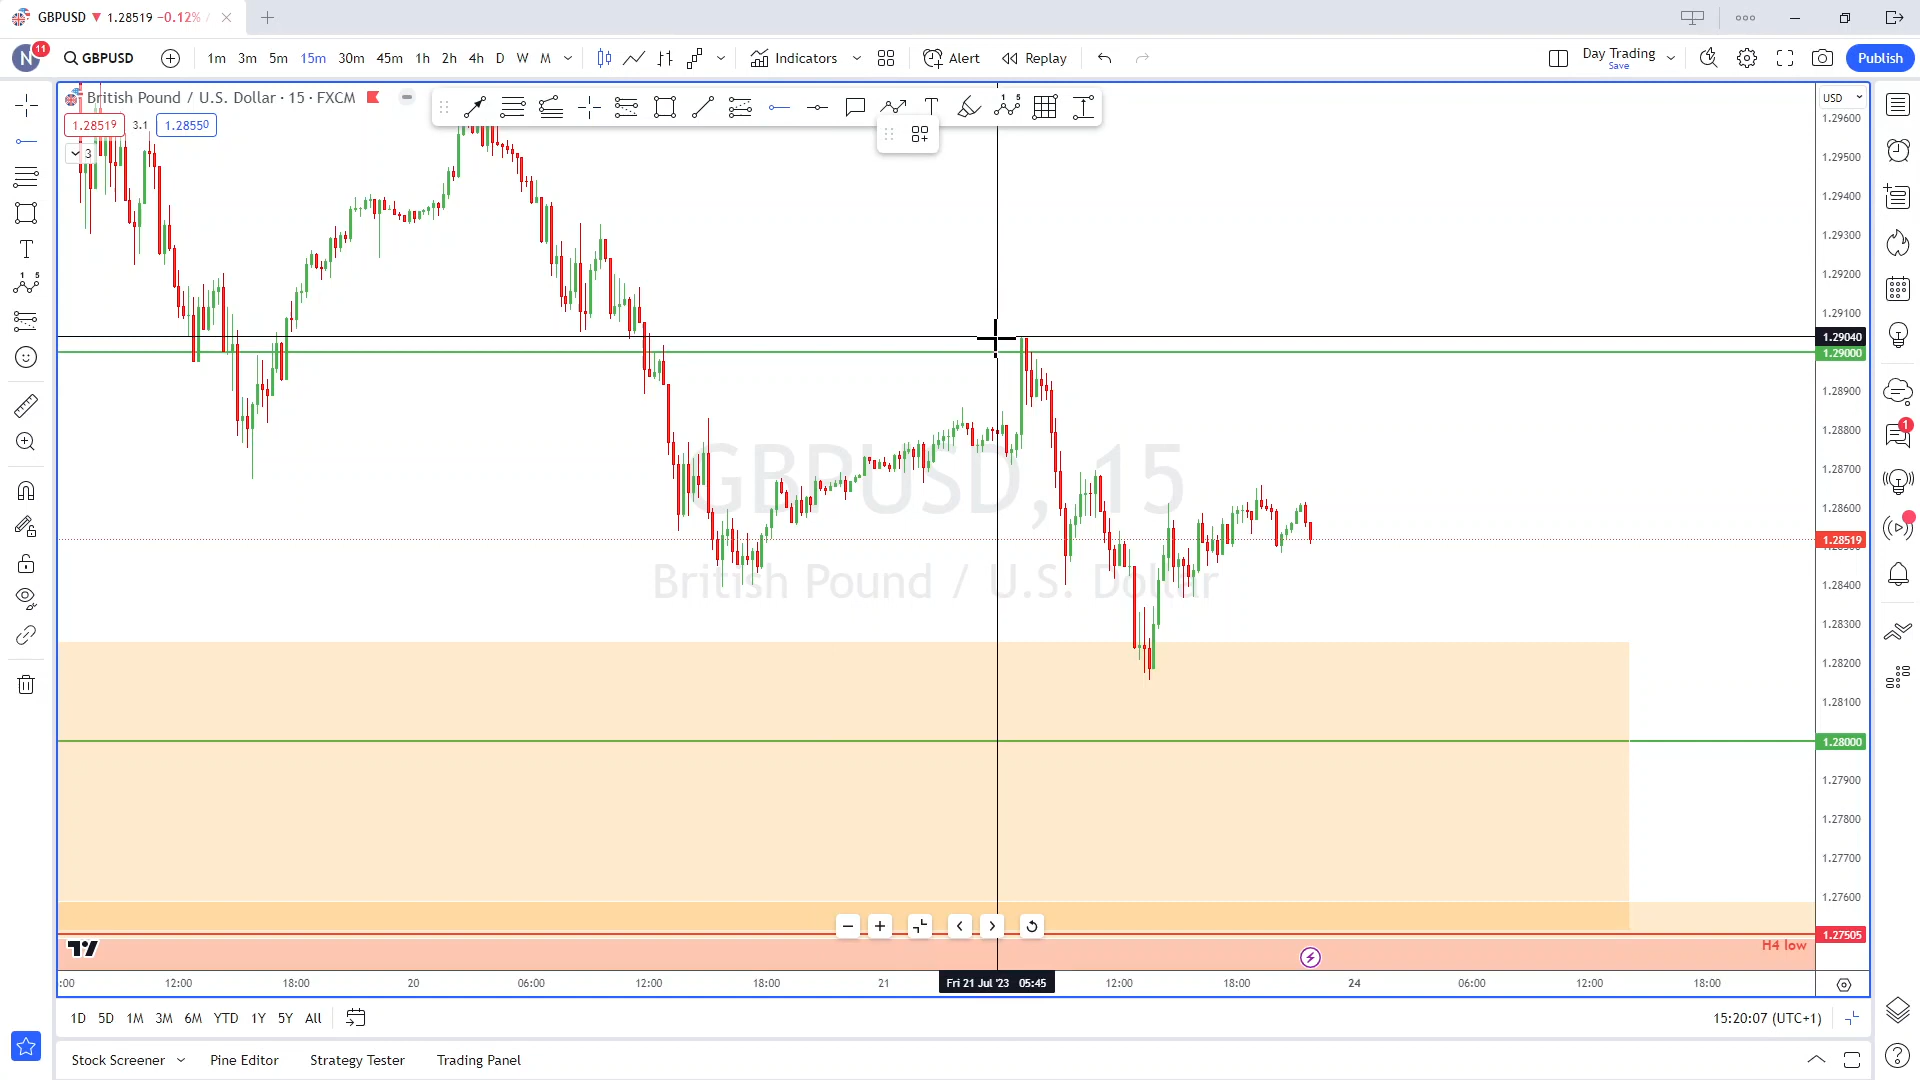 GBPUSD 1.28519 −0.12% /
N 11 GBPUSD 1m 3m 5m 15m 30m 45m 1h 2h 4h D W M Indicators Alert Replay Day Trading Save Publish
British Pound / U.S. Dollar · 15 · FXCM
1.28519 3.1 1.28550
3
USD
1.29600
1.29500
1.29400
1.29300
1.29200
1.29100
1.29040
1.29000
1.28900
1.28800
1.28700
1.28600
1.28519
1.28400
1.28300
1.28200
1.28100
1.28000
1.27900
1.27800
1.27700
1.27600
1.27505
GBPUSD, 15
British Pound / U.S. Dollar
H4 low
:00 12:00 18:00 20 06:00 12:00 18:00 21 Fri 21 Jul '23 05:45 12:00 18:00 24 06:00 12:00 18:00
1D 5D 1M 3M 6M YTD 1Y 5Y All 15:20:07 (UTC+1)
Stock Screener Pine Editor Strategy Tester Trading Panel
1